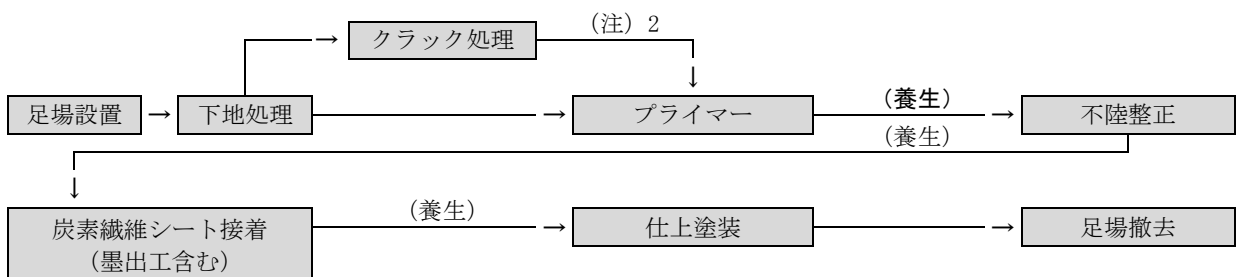 クラック処理
(注)2
足場設置
下地処理
プライマー
(養生)
不陸整正
(養生)
炭素繊維シート接着
(墨出工含む)
(養生)
仕上塗装
足場撤去